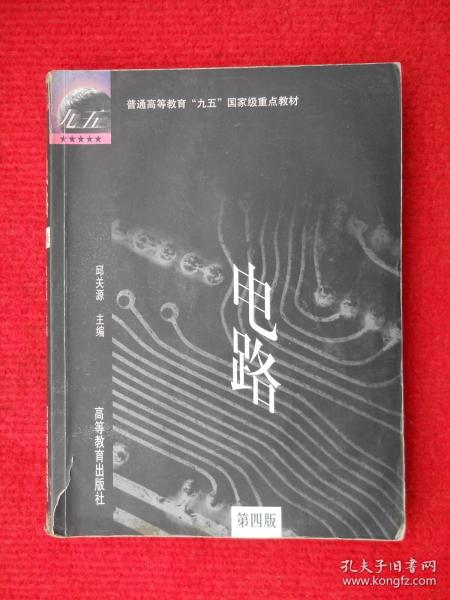 九五
★★★★★
普通高等教育“九五”国家级重点教材
电路
邱关源 主编
高等教育出版社
第四版
孔夫子旧书网
www.kongfz.com